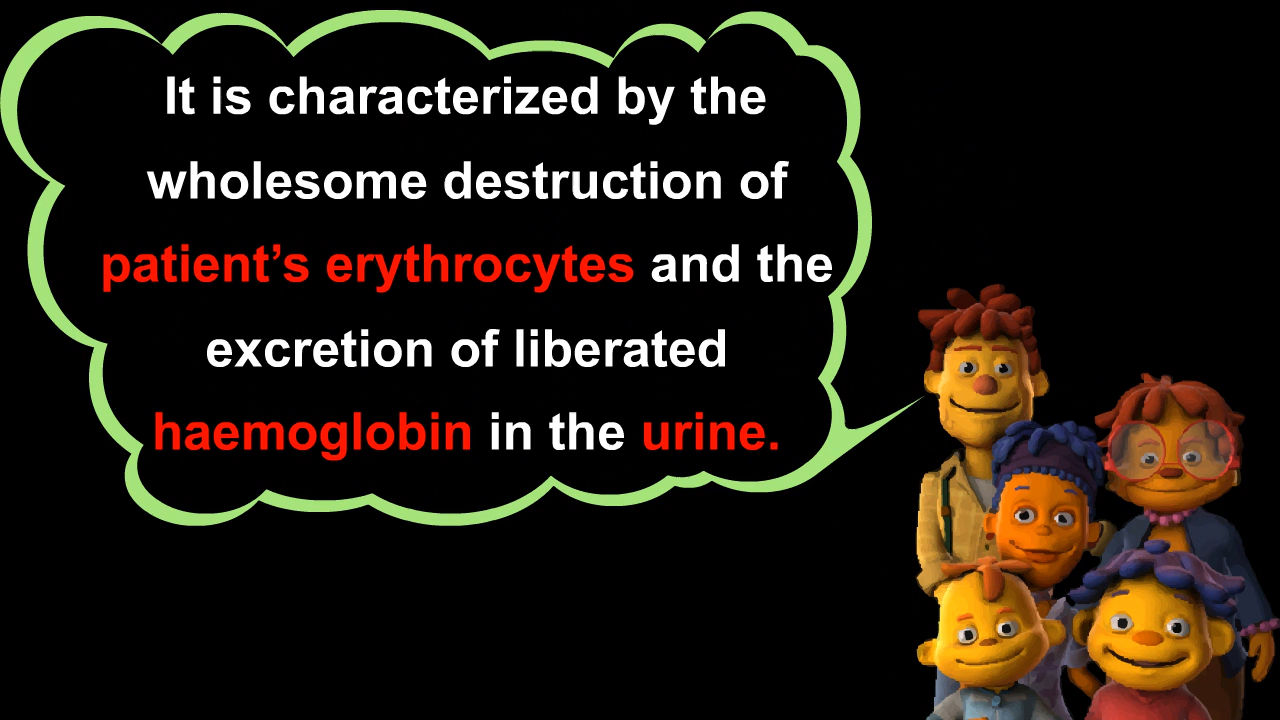 It is characterized by the
wholesome destruction of
patient’s erythrocytes and the
excretion of liberated
haemoglobin in the urine.